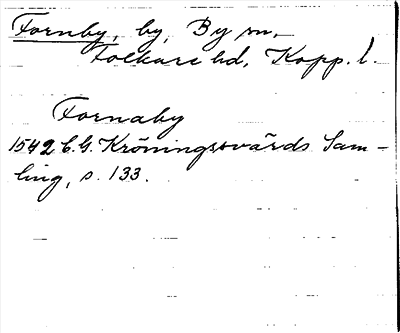 Fornby, by, By sn,
Folkare hd, Kopp. l.
Fornaby
1542 C.G. Kröningssvärds Sam-
ling, s. 133.